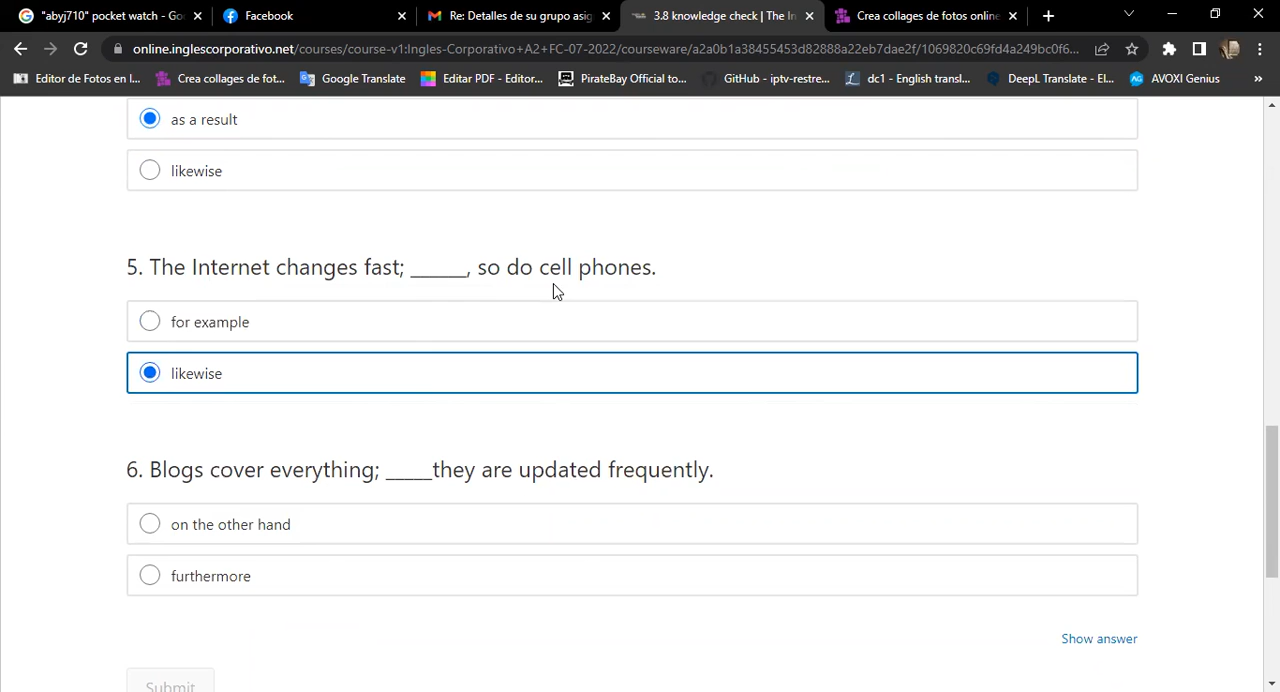 "abyj710" pocket watch - Go
Facebook
Re: Detalles de su grupo asig
3.8 knowledge check | The In
Crea collages de fotos online
online.inglescorporativo.net/courses/course-v1:Ingles-Corporativo+A2+FC-07-2022/courseware/a2a0b1a38455453d82888a22eb7dae2f/1069820c69fd4a249bc0f6...
Editor de Fotos en l...
Crea collages de fot...
Google Translate
Editar PDF - Editor...
PirateBay Official to...
GitHub - iptv-restre...
dc1 - English transl...
DeepL Translate - El...
AVOXI Genius
»
as a result
likewise
5. The Internet changes fast; ______, so do cell phones.
for example
likewise
6. Blogs cover everything; _____they are updated frequently.
on the other hand
furthermore
Show answer
Submit